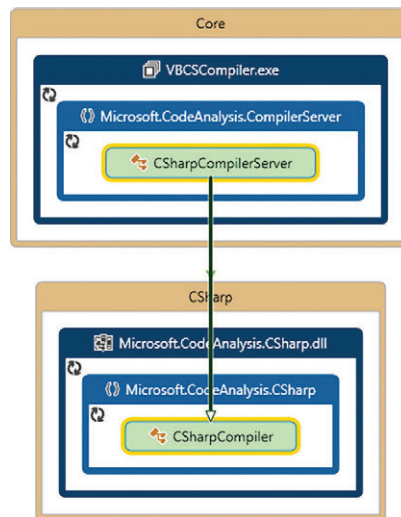 Core
VBCSCompiler.exe
Microsoft.CodeAnalysis.CompilerServer
CSharpCompilerServer
CSharp
Microsoft.CodeAnalysis.CSharp.dll
Microsoft.CodeAnalysis.CSharp
CSharpCompiler